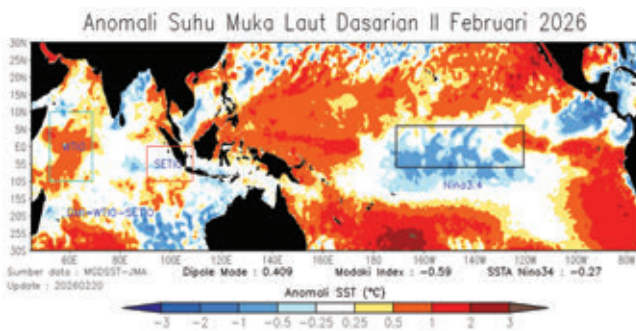 Anomali Suhu Muka Laut Dasarian II Februari 2026
30N
25N
20N
15N
10N
5N
EQ
5S
10S
15S
20S
25S
30S
WTIO
SETIO
Nino3.4
DMI=WTIO-SETIO
60E 80E 100E 120E 140E 160E 180 160W 140W 120W 100W 80W
Sumber data : MGDSST-JMA Dipole Mode : 0.409 Modoki Index : -0.59 SSTA Nino34 : -0.27
Update : 20260220
Anomali SST (°C)
-3 -2 -1 -0.5 -0.25 0.25 0.5 1 2 3